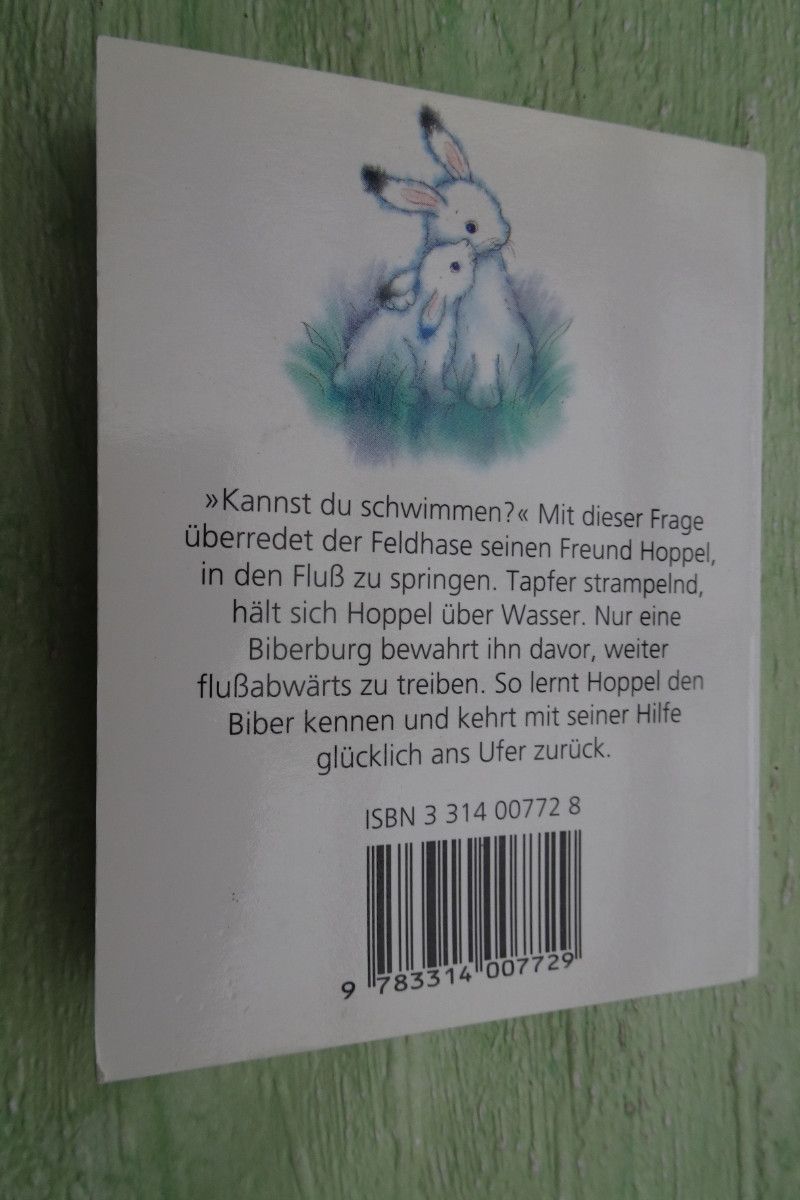 »Kannst du schwimmen?« Mit dieser Frage
überredet der Feldhase seinen Freund Hoppel,
in den Fluß zu springen. Tapfer strampelnd,
hält sich Hoppel über Wasser. Nur eine
Biberburg bewahrt ihn davor, weiter
flußabwärts zu treiben. So lernt Hoppel den
Biber kennen und kehrt mit seiner Hilfe
glücklich ans Ufer zurück.
ISBN 3 314 00772 8
9 783314 007729